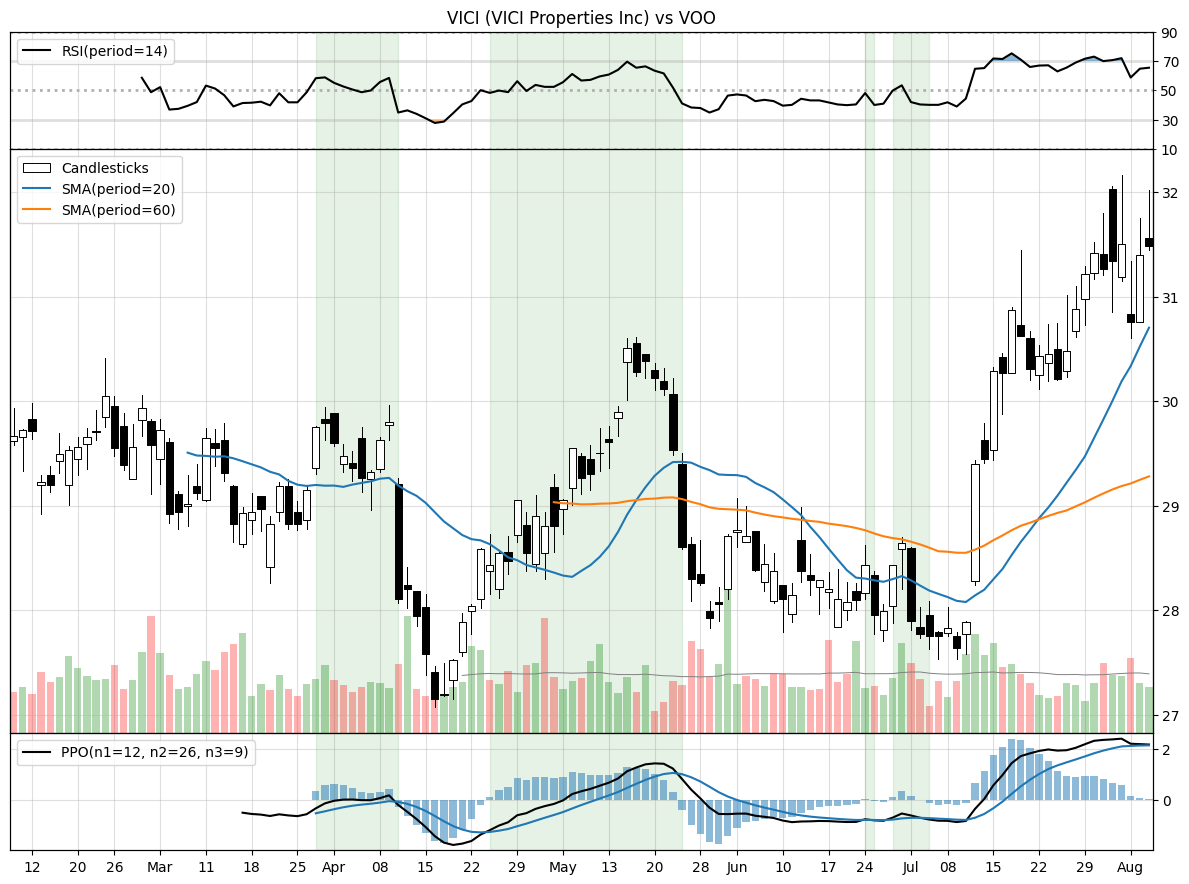 VICI (VICI Properties Inc) vs VOO
RSI(period=14)
90
70
50
30
10
Candlesticks
SMA(period=20)
SMA(period=60)
32
31
30
29
28
27
PPO(n1=12, n2=26, n3=9)
2
0
12 20 26 Mar 11 18 25 Apr 08 15 22 29 May 13 20 28 Jun 10 17 24 Jul 08 15 22 29 Aug